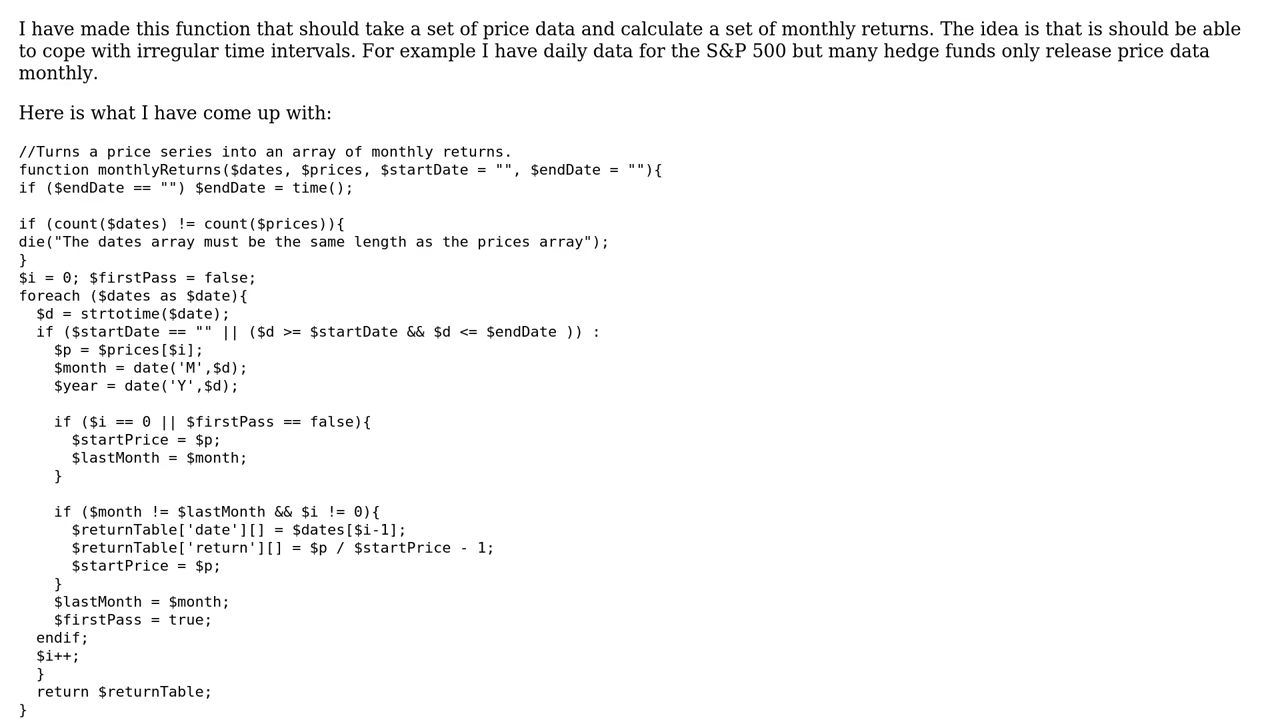 I have made this function that should take a set of price data and calculate a set of monthly returns. The idea is that is should be able
to cope with irregular time intervals. For example I have daily data for the S&P 500 but many hedge funds only release price data
monthly.
Here is what I have come up with:
//Turns a price series into an array of monthly returns.
function monthlyReturns($dates, $prices, $startDate = "", $endDate = ""){
if ($endDate == "") $endDate = time();
if (count($dates) != count($prices)){
die("The dates array must be the same length as the prices array");
}
$i = 0; $firstPass = false;
foreach ($dates as $date){
  $d = strtotime($date);
  if ($startDate == "" || ($d >= $startDate && $d <= $endDate )) :
    $p = $prices[$i];
    $month = date('M',$d);
    $year = date('Y',$d);
    if ($i == 0 || $firstPass == false){
      $startPrice = $p;
      $lastMonth = $month;
    }
    if ($month != $lastMonth && $i != 0){
      $returnTable['date'][] = $dates[$i-1];
      $returnTable['return'][] = $p / $startPrice - 1;
      $startPrice = $p;
    }
    $lastMonth = $month;
    $firstPass = true;
  endif;
  $i++;
  }
  return $returnTable;
}